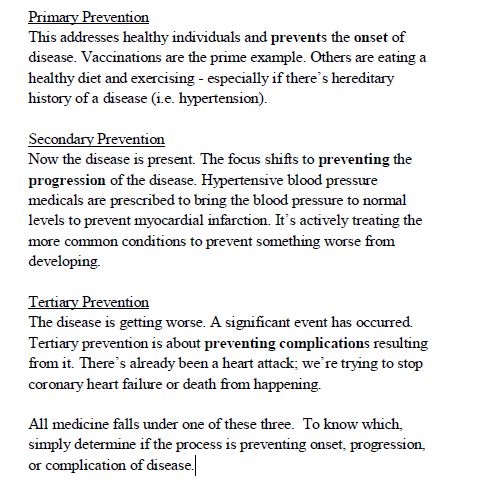 Primary Prevention
This addresses healthy individuals and prevents the onset of
disease. Vaccinations are the prime example. Others are eating a
healthy diet and exercising - especially if there's hereditary
history of a disease (i.e. hypertension).
Secondary Prevention
Now the disease is present. The focus shifts to preventing the
progression of the disease. Hypertensive blood pressure
medicals are prescribed to bring the blood pressure to normal
levels to prevent myocardial infarction. It's actively treating the
more common conditions to prevent something worse from
developing.
Tertiary Prevention
The disease is getting worse. A significant event has occurred.
Tertiary prevention is about preventing complications resulting
from it. There's already been a heart attack; we're trying to stop
coronary heart failure or death from happening.
All medicine falls under one of these three.  To know which,
simply determine if the process is preventing onset, progression,
or complication of disease.